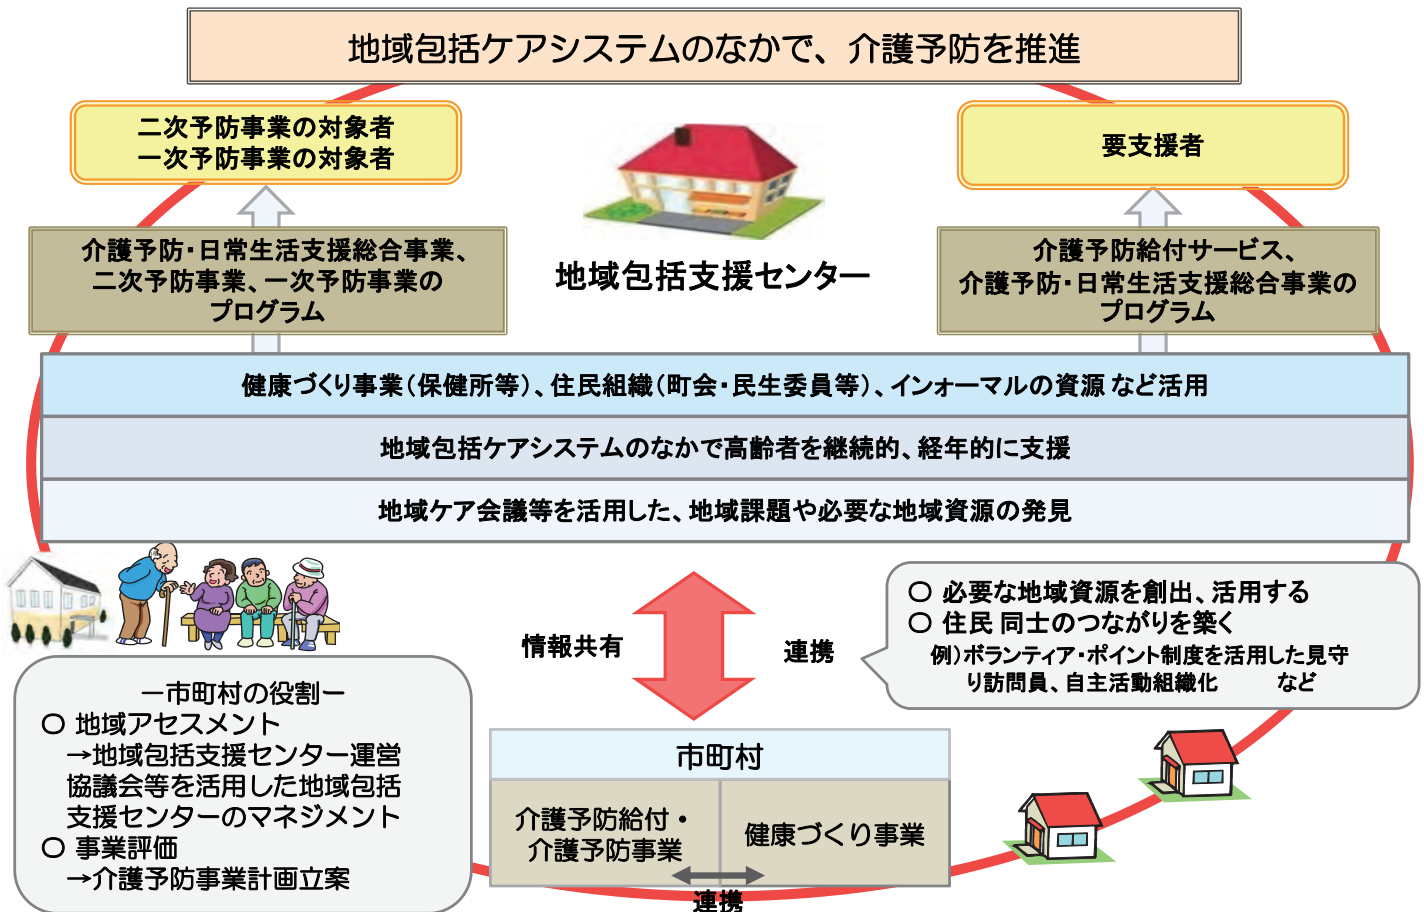 地域包括ケアシステムのなかで、介護予防を推進
二次予防事業の対象者
一次予防事業の対象者
要支援者
介護予防・日常生活支援総合事業、
二次予防事業、一次予防事業の
プログラム
地域包括支援センター
介護予防給付サービス、
介護予防・日常生活支援総合事業の
プログラム
健康づくり事業（保健所等）、住民組織（町会・民生委員等）、インォーマルの資源 など活用
地域包括ケアシステムのなかで高齢者を継続的、経年的に支援
地域ケア会議等を活用した、地域課題や必要な地域資源の発見
情報共有
連携
〇 必要な地域資源を創出、活用する
〇 住民 同士のつながりを築く
例）ボランティア・ポイント制度を活用した見守
り訪問員、自主活動組織化　　など
ー市町村の役割ー
〇 地域アセスメント
→地域包括支援センター運営
協議会等を活用した地域包括
支援センターのマネジメント
〇 事業評価
→介護予防事業計画立案
市町村
介護予防給付・
介護予防事業
健康づくり事業
連携